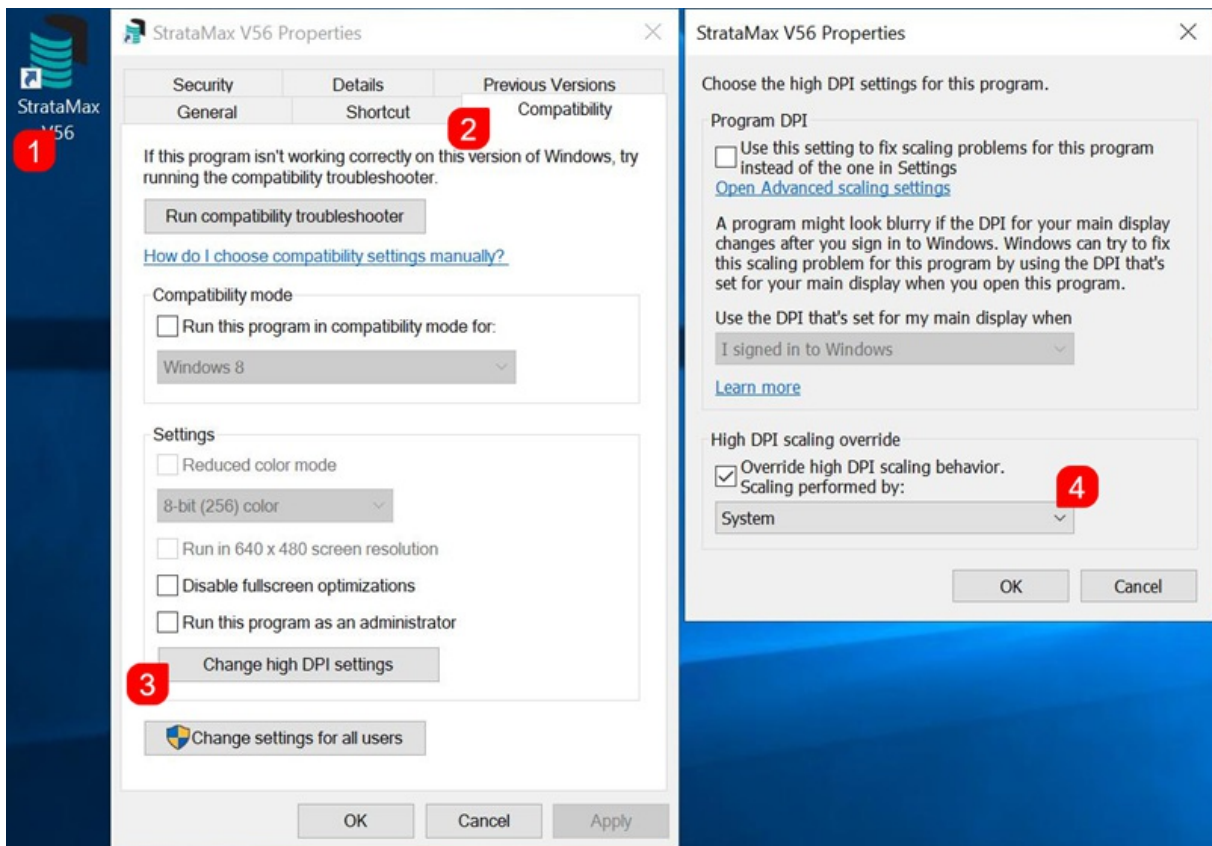 StrataMax
V56
1
StrataMax V56 Properties
Security
Details
Previous Versions
General
Shortcut
2
Compatibility
If this program isn't working correctly on this version of Windows, try
running the compatibility troubleshooter.
Run compatibility troubleshooter
How do I choose compatibility settings manually?
Compatibility mode
Run this program in compatibility mode for:
Windows 8
Settings
Reduced color mode
8-bit (256) color
Run in 640 x 480 screen resolution
Disable fullscreen optimizations
Run this program as an administrator
Change high DPI settings
3
Change settings for all users
OK
Cancel
Apply
StrataMax V56 Properties
Choose the high DPI settings for this program.
Program DPI
Use this setting to fix scaling problems for this program
instead of the one in Settings
Open Advanced scaling settings
A program might look blurry if the DPI for your main display
changes after you sign in to Windows. Windows can try to fix
this scaling problem for this program by using the DPI that's
set for your main display when you open this program.
Use the DPI that's set for my main display when
I signed in to Windows
Learn more
High DPI scaling override
Override high DPI scaling behavior.
Scaling performed by:
4
System
OK
Cancel